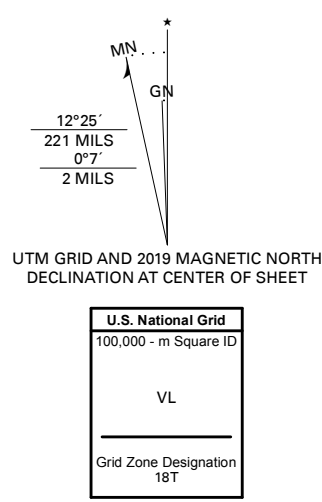 ★
MN
GN
12°25´
221 MILS
0°7´
2 MILS
UTM GRID AND 2019 MAGNETIC NORTH
DECLINATION AT CENTER OF SHEET
U.S. National Grid
100,000 - m Square ID
VL
Grid Zone Designation
18T